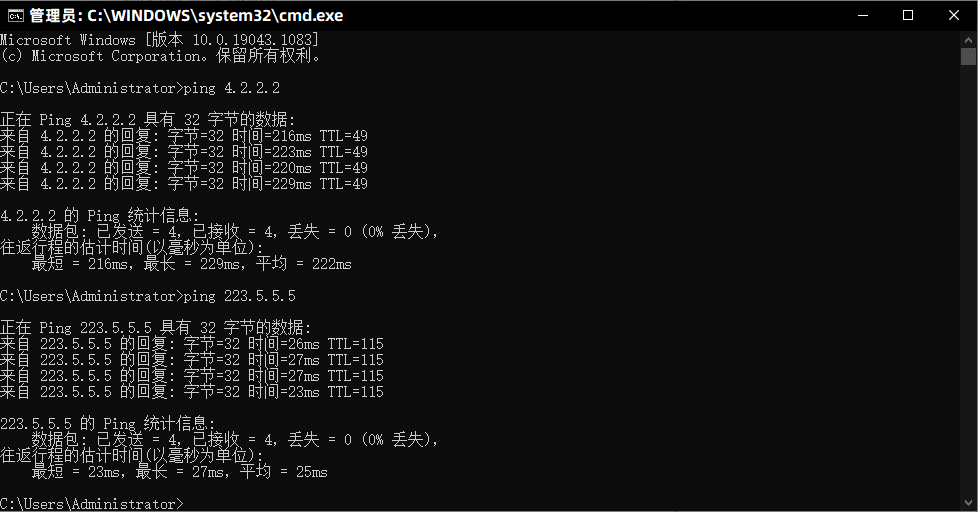 管理员: C:\WINDOWS\system32\cmd.exe
Microsoft Windows [版本 10.0.19043.1083]
(c) Microsoft Corporation。保留所有权利。
C:\Users\Administrator>ping 4.2.2.2
正在 Ping 4.2.2.2 具有 32 字节的数据:
来自 4.2.2.2 的回复: 字节=32 时间=216ms TTL=49
来自 4.2.2.2 的回复: 字节=32 时间=223ms TTL=49
来自 4.2.2.2 的回复: 字节=32 时间=220ms TTL=49
来自 4.2.2.2 的回复: 字节=32 时间=229ms TTL=49
4.2.2.2 的 Ping 统计信息:
数据包: 已发送 = 4，已接收 = 4，丢失 = 0 (0% 丢失)，
往返行程的估计时间(以毫秒为单位):
最短 = 216ms，最长 = 229ms，平均 = 222ms
C:\Users\Administrator>ping 223.5.5.5
正在 Ping 223.5.5.5 具有 32 字节的数据:
来自 223.5.5.5 的回复: 字节=32 时间=26ms TTL=115
来自 223.5.5.5 的回复: 字节=32 时间=27ms TTL=115
来自 223.5.5.5 的回复: 字节=32 时间=27ms TTL=115
来自 223.5.5.5 的回复: 字节=32 时间=23ms TTL=115
223.5.5.5 的 Ping 统计信息:
数据包: 已发送 = 4，已接收 = 4，丢失 = 0 (0% 丢失)，
往返行程的估计时间(以毫秒为单位):
最短 = 23ms，最长 = 27ms，平均 = 25ms
C:\Users\Administrator>